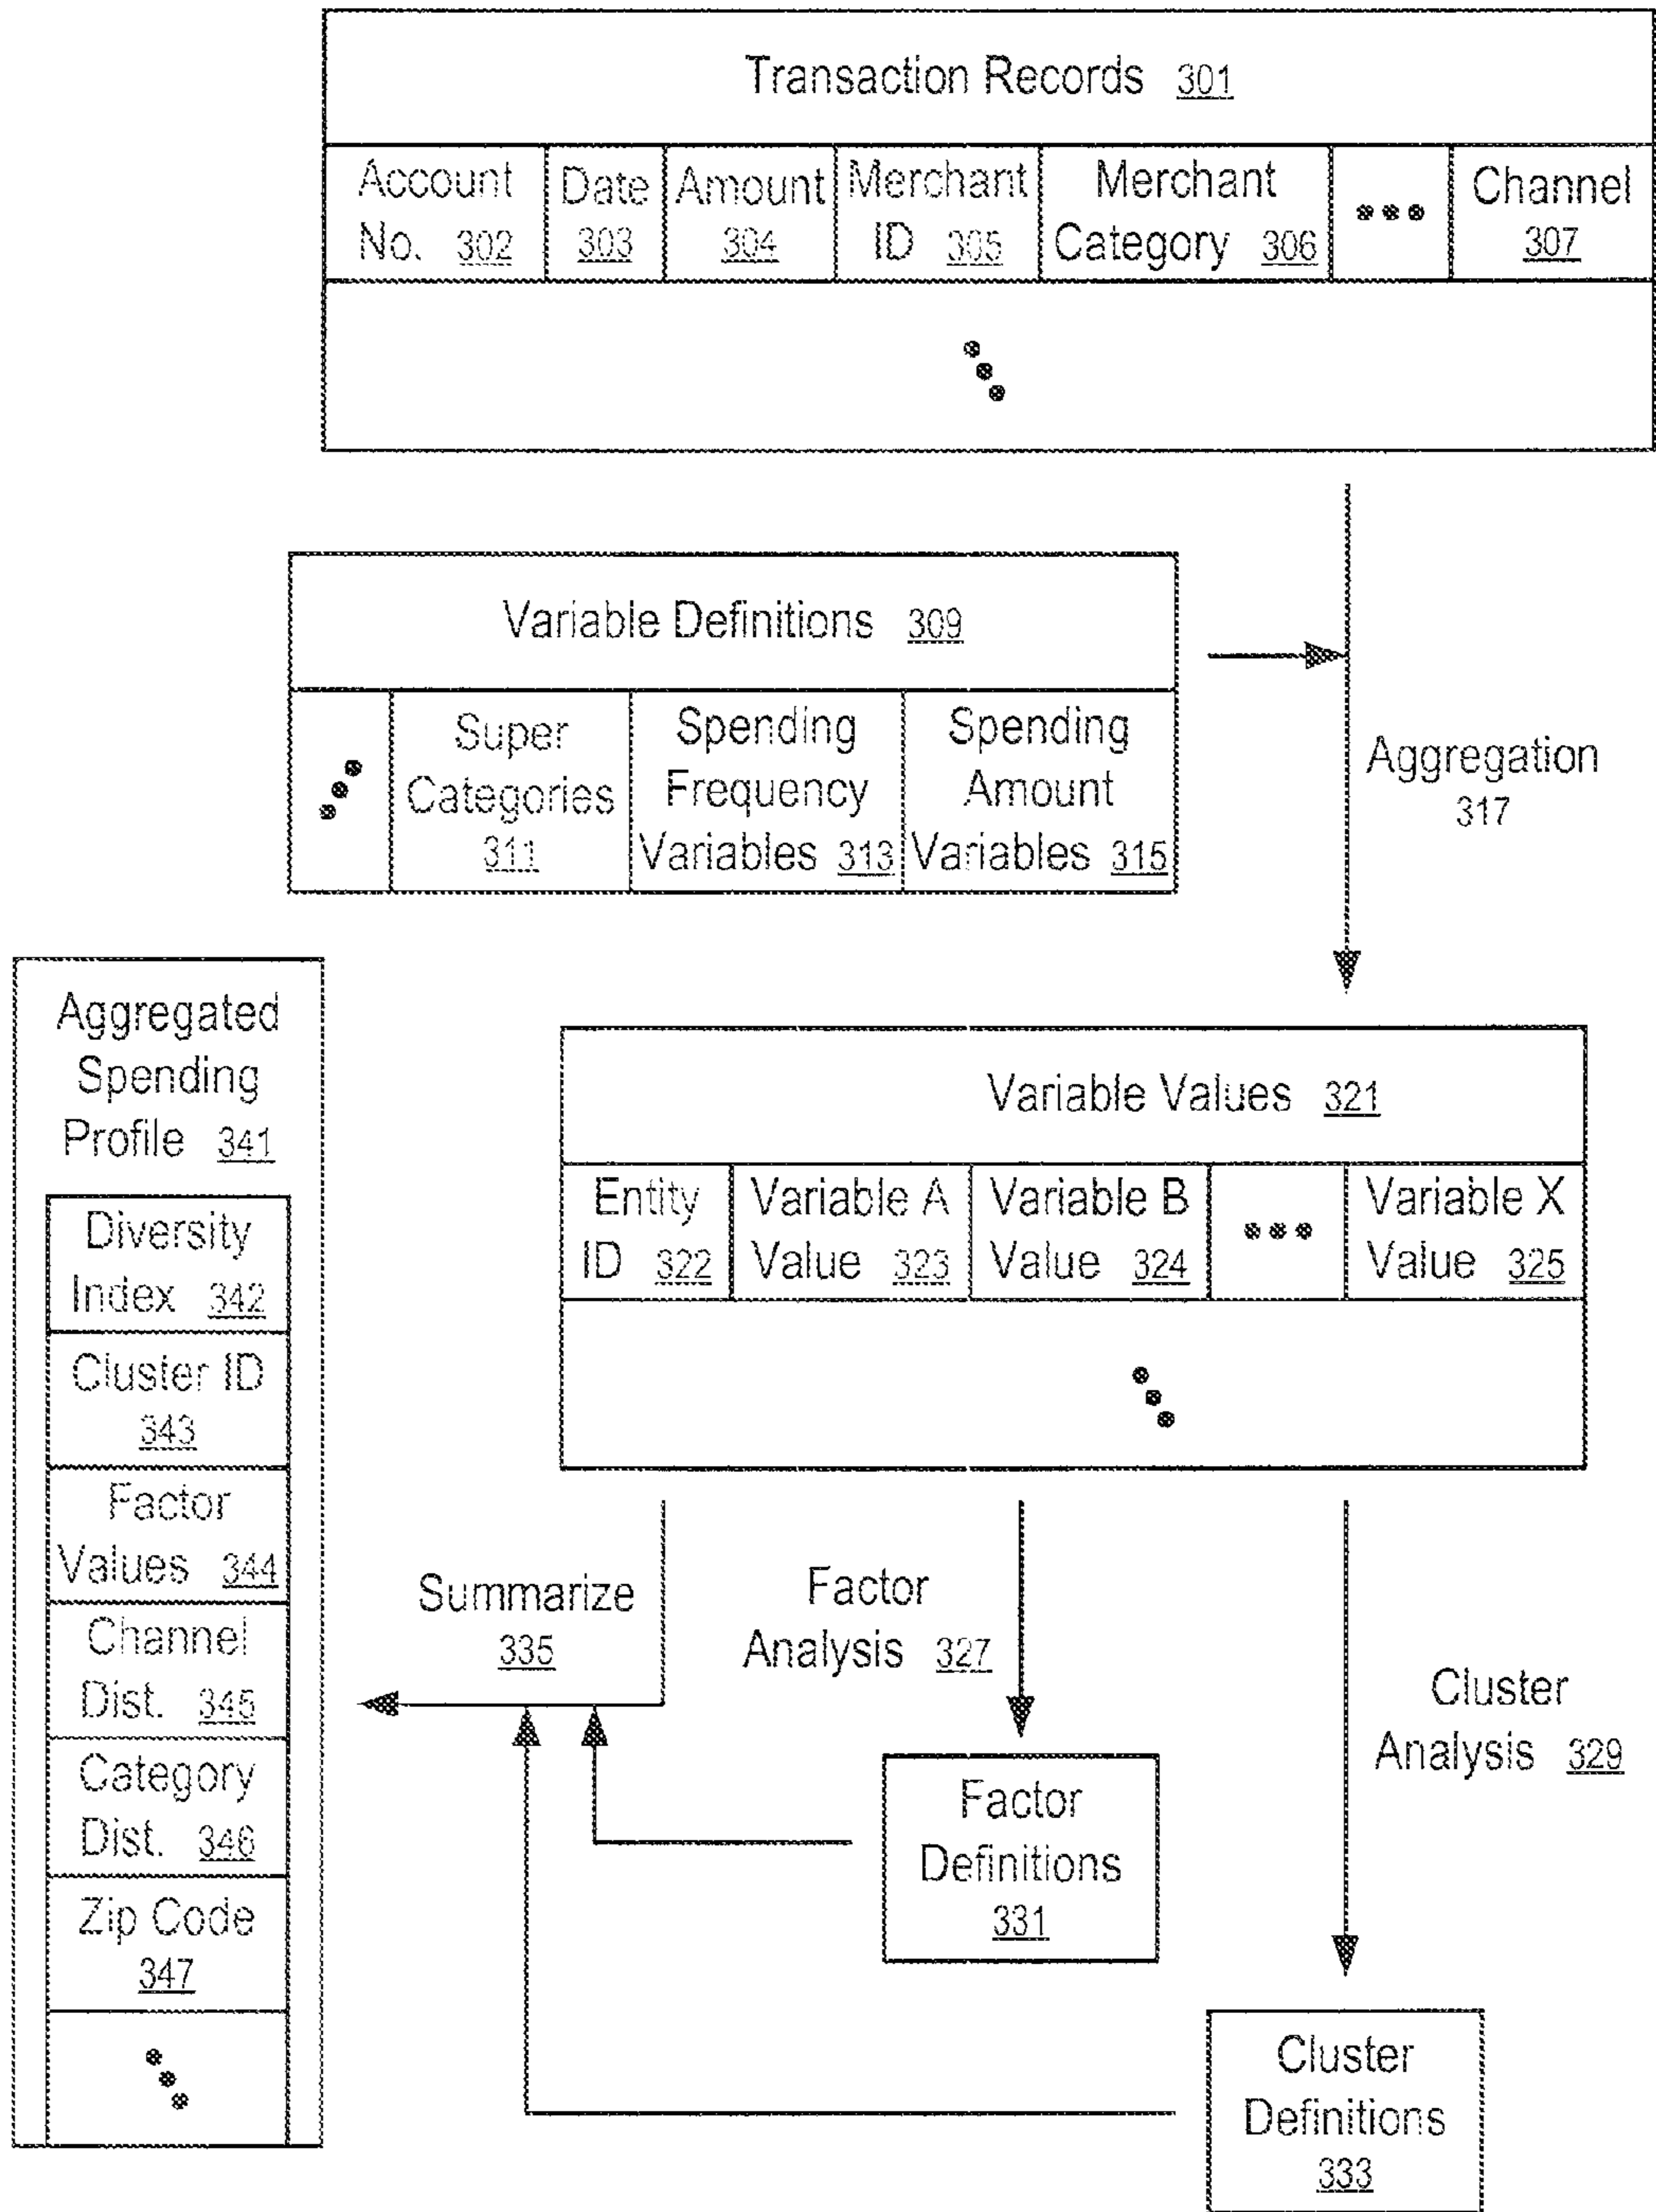 Transaction Records 301
Account
No. 302
Date
303
Amount
304
Merchant
ID 305
Merchant
Category 306
Channel
307
Variable Definitions 309
Super
Categories
311
Spending
Frequency
Variables 313
Spending
Amount
Variables 315
Aggregation
317
Aggregated
Spending
Profile 341
Diversity
Index 342
Cluster ID
343
Factor
Values 344
Channel
Dist. 345
Category
Dist. 346
Zip Code
347
Variable Values 321
Entity
ID 322
Variable A
Value 323
Variable B
Value 324
Variable X
Value 325
Summarize
335
Factor
Analysis 327
Cluster
Analysis 329
Factor
Definitions
331
Cluster
Definitions
333